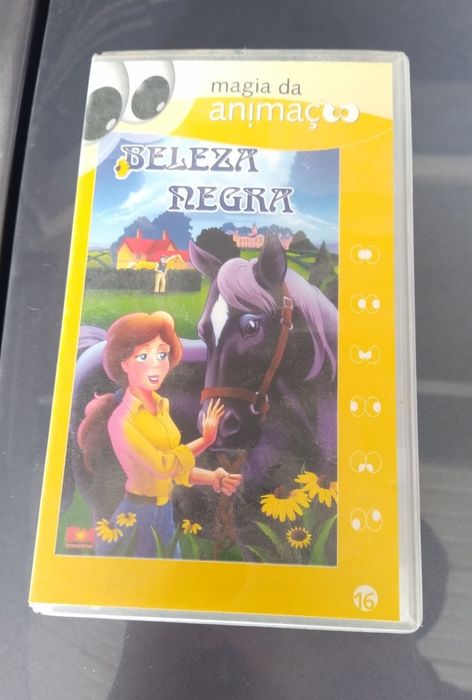 magia da
animação
BELEZA
NEGRA
16